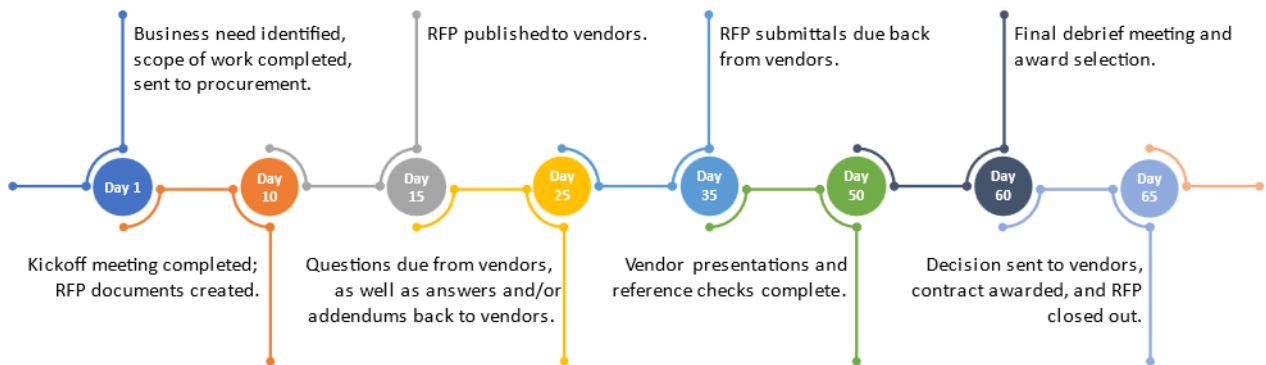 Business need identified,
scope of work completed,
sent to procurement.
RFP publishedto vendors.
RFP submittals due back
from vendors.
Final debrief meeting and
award selection.
Day 1
Day
10
Day
15
Day
25
Day
35
Day
50
Day
60
Day
65
Kickoff meeting completed;
RFP documents created.
Questions due from vendors,
as well as answers and/or
addendums back to vendors.
Vendor presentations and
reference checks complete.
Decision sent to vendors,
contract awarded, and RFP
closed out.